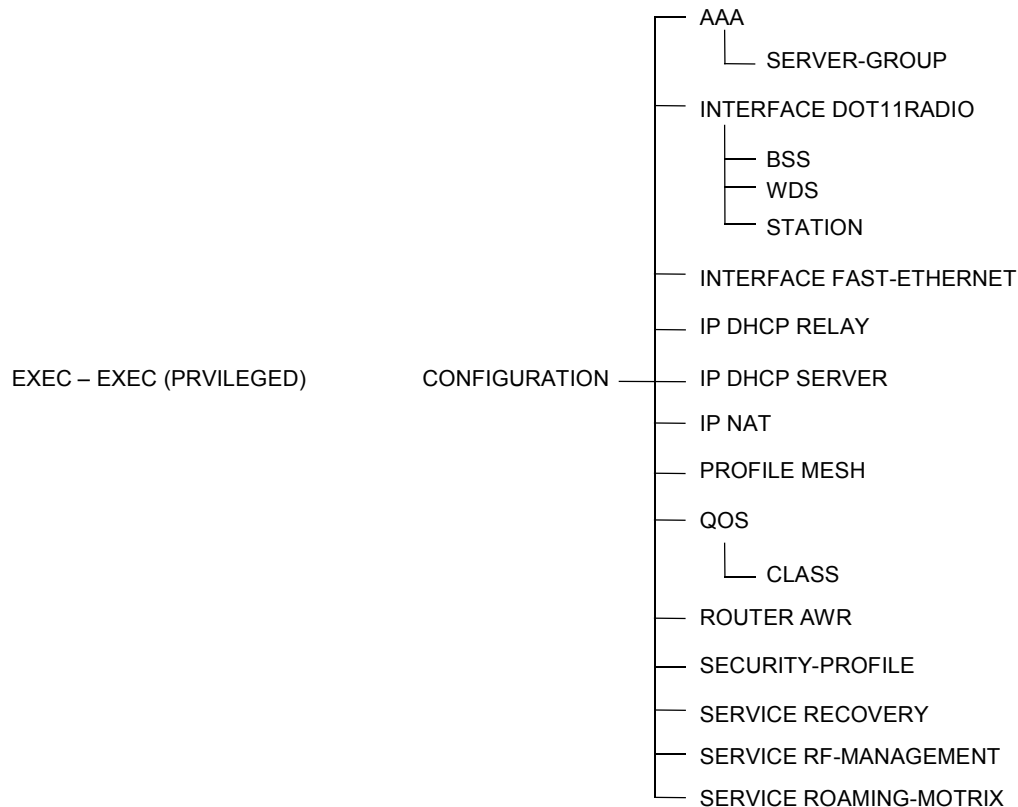 AAA
SERVER-GROUP
INTERFACE DOT11RADIO
BSS
WDS
STATION
INTERFACE FAST-ETHERNET
IP DHCP RELAY
EXEC – EXEC (PRVILEGED) CONFIGURATION IP DHCP SERVER
IP NAT
PROFILE MESH
QOS
CLASS
ROUTER AWR
SECURITY-PROFILE
SERVICE RECOVERY
SERVICE RF-MANAGEMENT
SERVICE ROAMING-MOTRIX